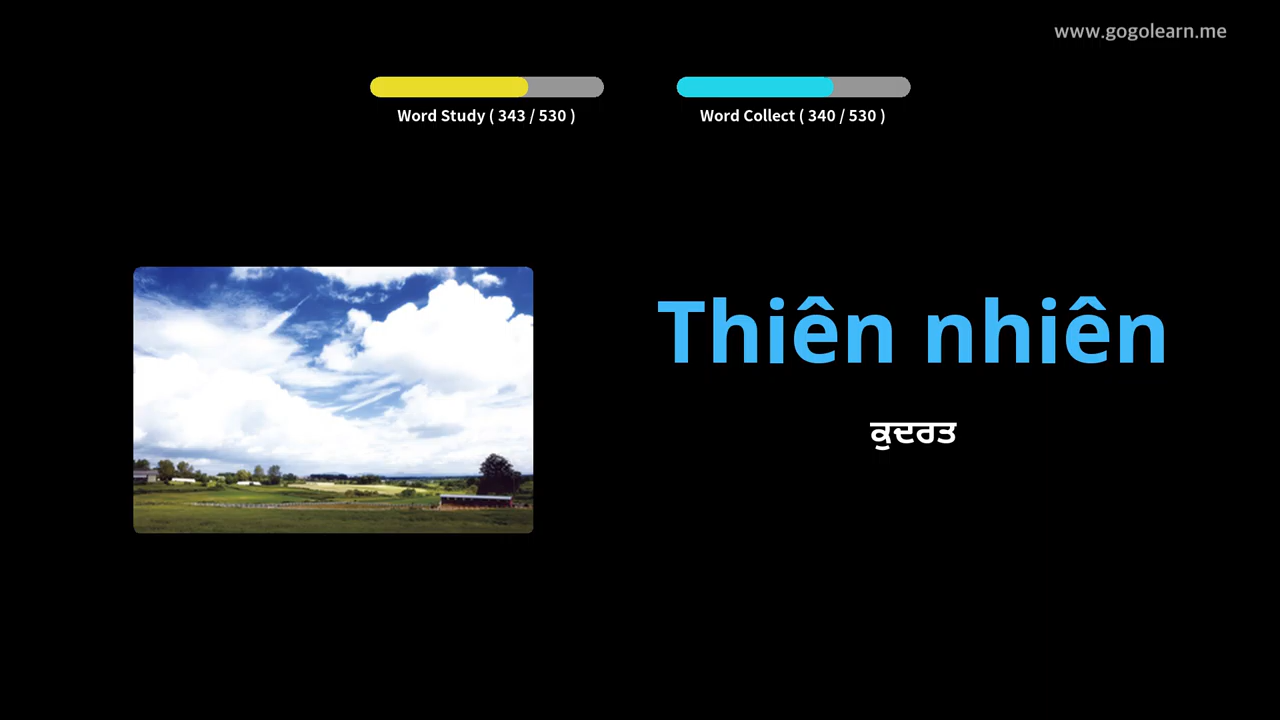 www.gogolearn.me
Word Study ( 343 / 530 )
Word Collect ( 340 / 530 )
Thiên nhiên
ਕੁਦਰਤ